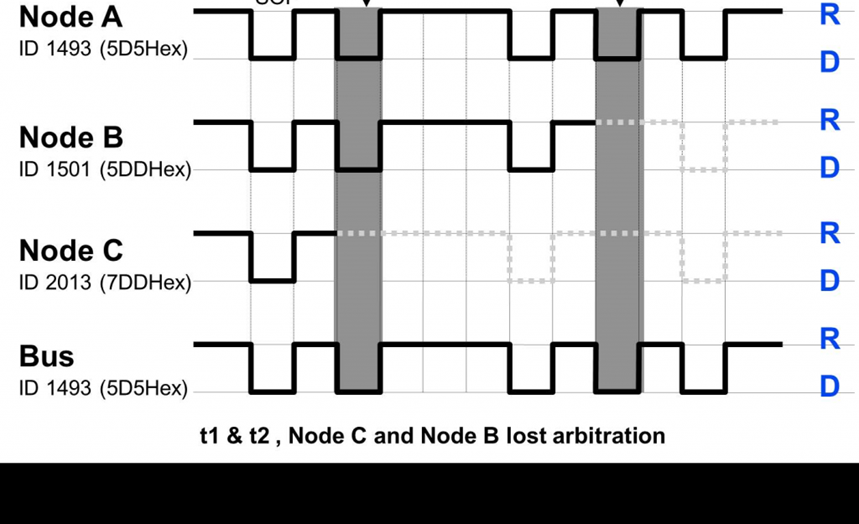 Node A R
ID 1493 (5D5Hex) D
Node B R
ID 1501 (5DDHex) D
Node C R
ID 2013 (7DDHex) D
Bus R
ID 1493 (5D5Hex) D
t1 & t2 , Node C and Node B lost arbitration